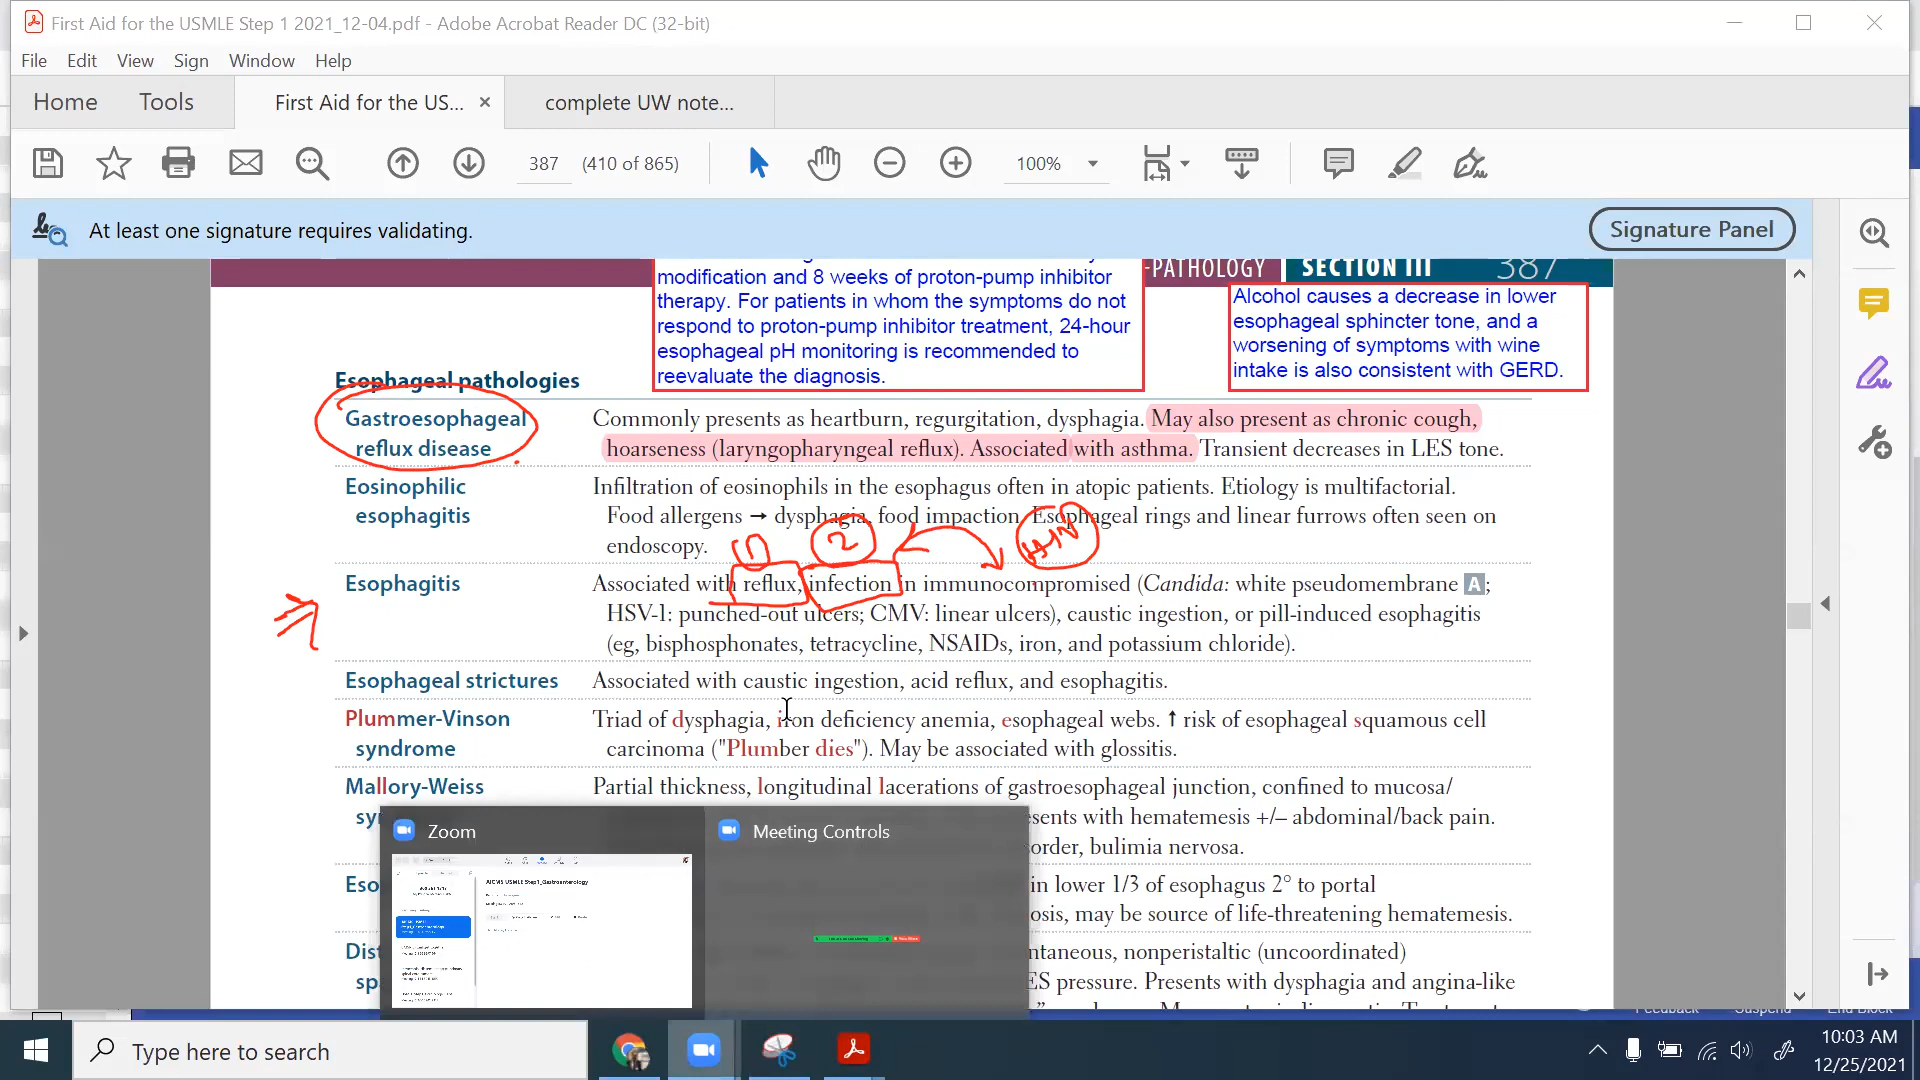 First Aid for the USMLE Step 1 2021_12-04.pdf - Adobe Acrobat Reader DC (32-bit)
File Edit View Sign Window Help
Home Tools First Aid for the US... × complete UW note...
387 (410 of 865) 100%
At least one signature requires validating. Signature Panel
-PATHOLOGY SECTION III 387
modification and 8 weeks of proton-pump inhibitor
therapy. For patients in whom the symptoms do not
respond to proton-pump inhibitor treatment, 24-hour
esophageal pH monitoring is recommended to
reevaluate the diagnosis.
Alcohol causes a decrease in lower
esophageal sphincter tone, and a
worsening of symptoms with wine
intake is also consistent with GERD.
Esophageal pathologies
Gastroesophageal
reflux disease
Commonly presents as heartburn, regurgitation, dysphagia. May also present as chronic cough,
hoarseness (laryngopharyngeal reflux). Associated with asthma. Transient decreases in LES tone.
Eosinophilic
esophagitis
Infiltration of eosinophils in the esophagus often in atopic patients. Etiology is multifactorial.
Food allergens → dysphagia, food impaction. Esophageal rings and linear furrows often seen on
endoscopy.
1 2 HIV
Esophagitis
Associated with reflux, infection in immunocompromised (Candida: white pseudomembrane A;
HSV-1: punched-out ulcers; CMV: linear ulcers), caustic ingestion, or pill-induced esophagitis
(eg, bisphosphonates, tetracycline, NSAIDs, iron, and potassium chloride).
Esophageal strictures
Associated with caustic ingestion, acid reflux, and esophagitis.
Plummer-Vinson
syndrome
Triad of dysphagia, iron deficiency anemia, esophageal webs. ↑ risk of esophageal squamous cell
carcinoma ("Plumber dies"). May be associated with glossitis.
Mallory-Weiss
sy
Partial thickness, longitudinal lacerations of gastroesophageal junction, confined to mucosa/
esents with hematemesis +/– abdominal/back pain.
order, bulimia nervosa.
Eso
in lower 1/3 of esophagus 2° to portal
osis, may be source of life-threatening hematemesis.
Dist
spa
ntaneous, nonperistaltic (uncoordinated)
ES pressure. Presents with dysphagia and angina-like
Zoom
Meeting Controls
AICMS USMLE Step1_Gastroenterology
Feedback Suspend End Block
Type here to search
10:03 AM
12/25/2021